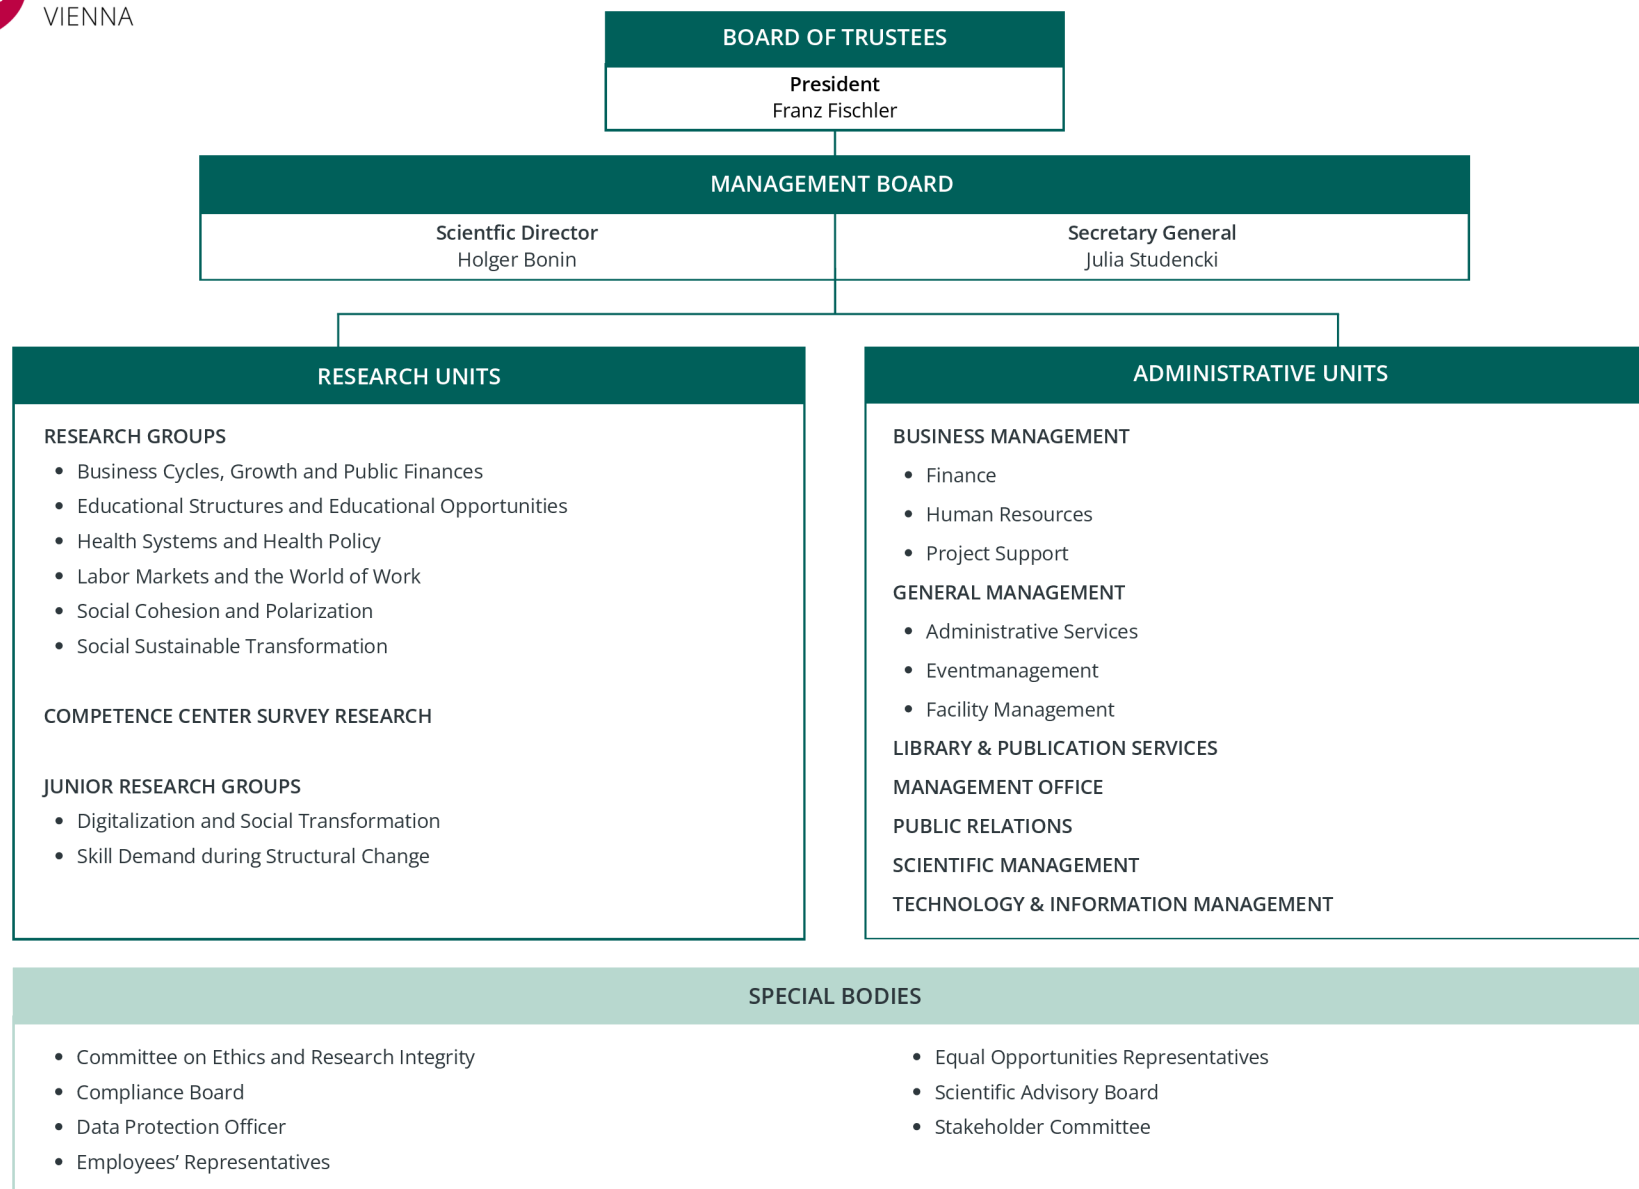 VIENNA
BOARD OF TRUSTEES
President
Franz Fischler
MANAGEMENT BOARD
Scientfic Director
Holger Bonin
Secretary General
Julia Studencki
RESEARCH UNITS
RESEARCH GROUPS
• Business Cycles, Growth and Public Finances
• Educational Structures and Educational Opportunities
• Health Systems and Health Policy
• Labor Markets and the World of Work
• Social Cohesion and Polarization
• Social Sustainable Transformation
COMPETENCE CENTER SURVEY RESEARCH
JUNIOR RESEARCH GROUPS
• Digitalization and Social Transformation
• Skill Demand during Structural Change
ADMINISTRATIVE UNITS
BUSINESS MANAGEMENT
• Finance
• Human Resources
• Project Support
GENERAL MANAGEMENT
• Administrative Services
• Eventmanagement
• Facility Management
LIBRARY & PUBLICATION SERVICES
MANAGEMENT OFFICE
PUBLIC RELATIONS
SCIENTIFIC MANAGEMENT
TECHNOLOGY & INFORMATION MANAGEMENT
SPECIAL BODIES
• Committee on Ethics and Research Integrity
• Compliance Board
• Data Protection Officer
• Employees’ Representatives
• Equal Opportunities Representatives
• Scientific Advisory Board
• Stakeholder Committee